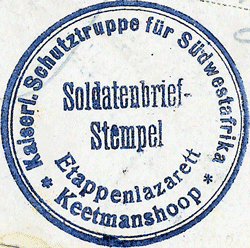 * Kaiserl. Schutztruppe für Südwestafrika *
Soldatenbrief-
Stempel
Etappenlazarett
Keetmanshoop